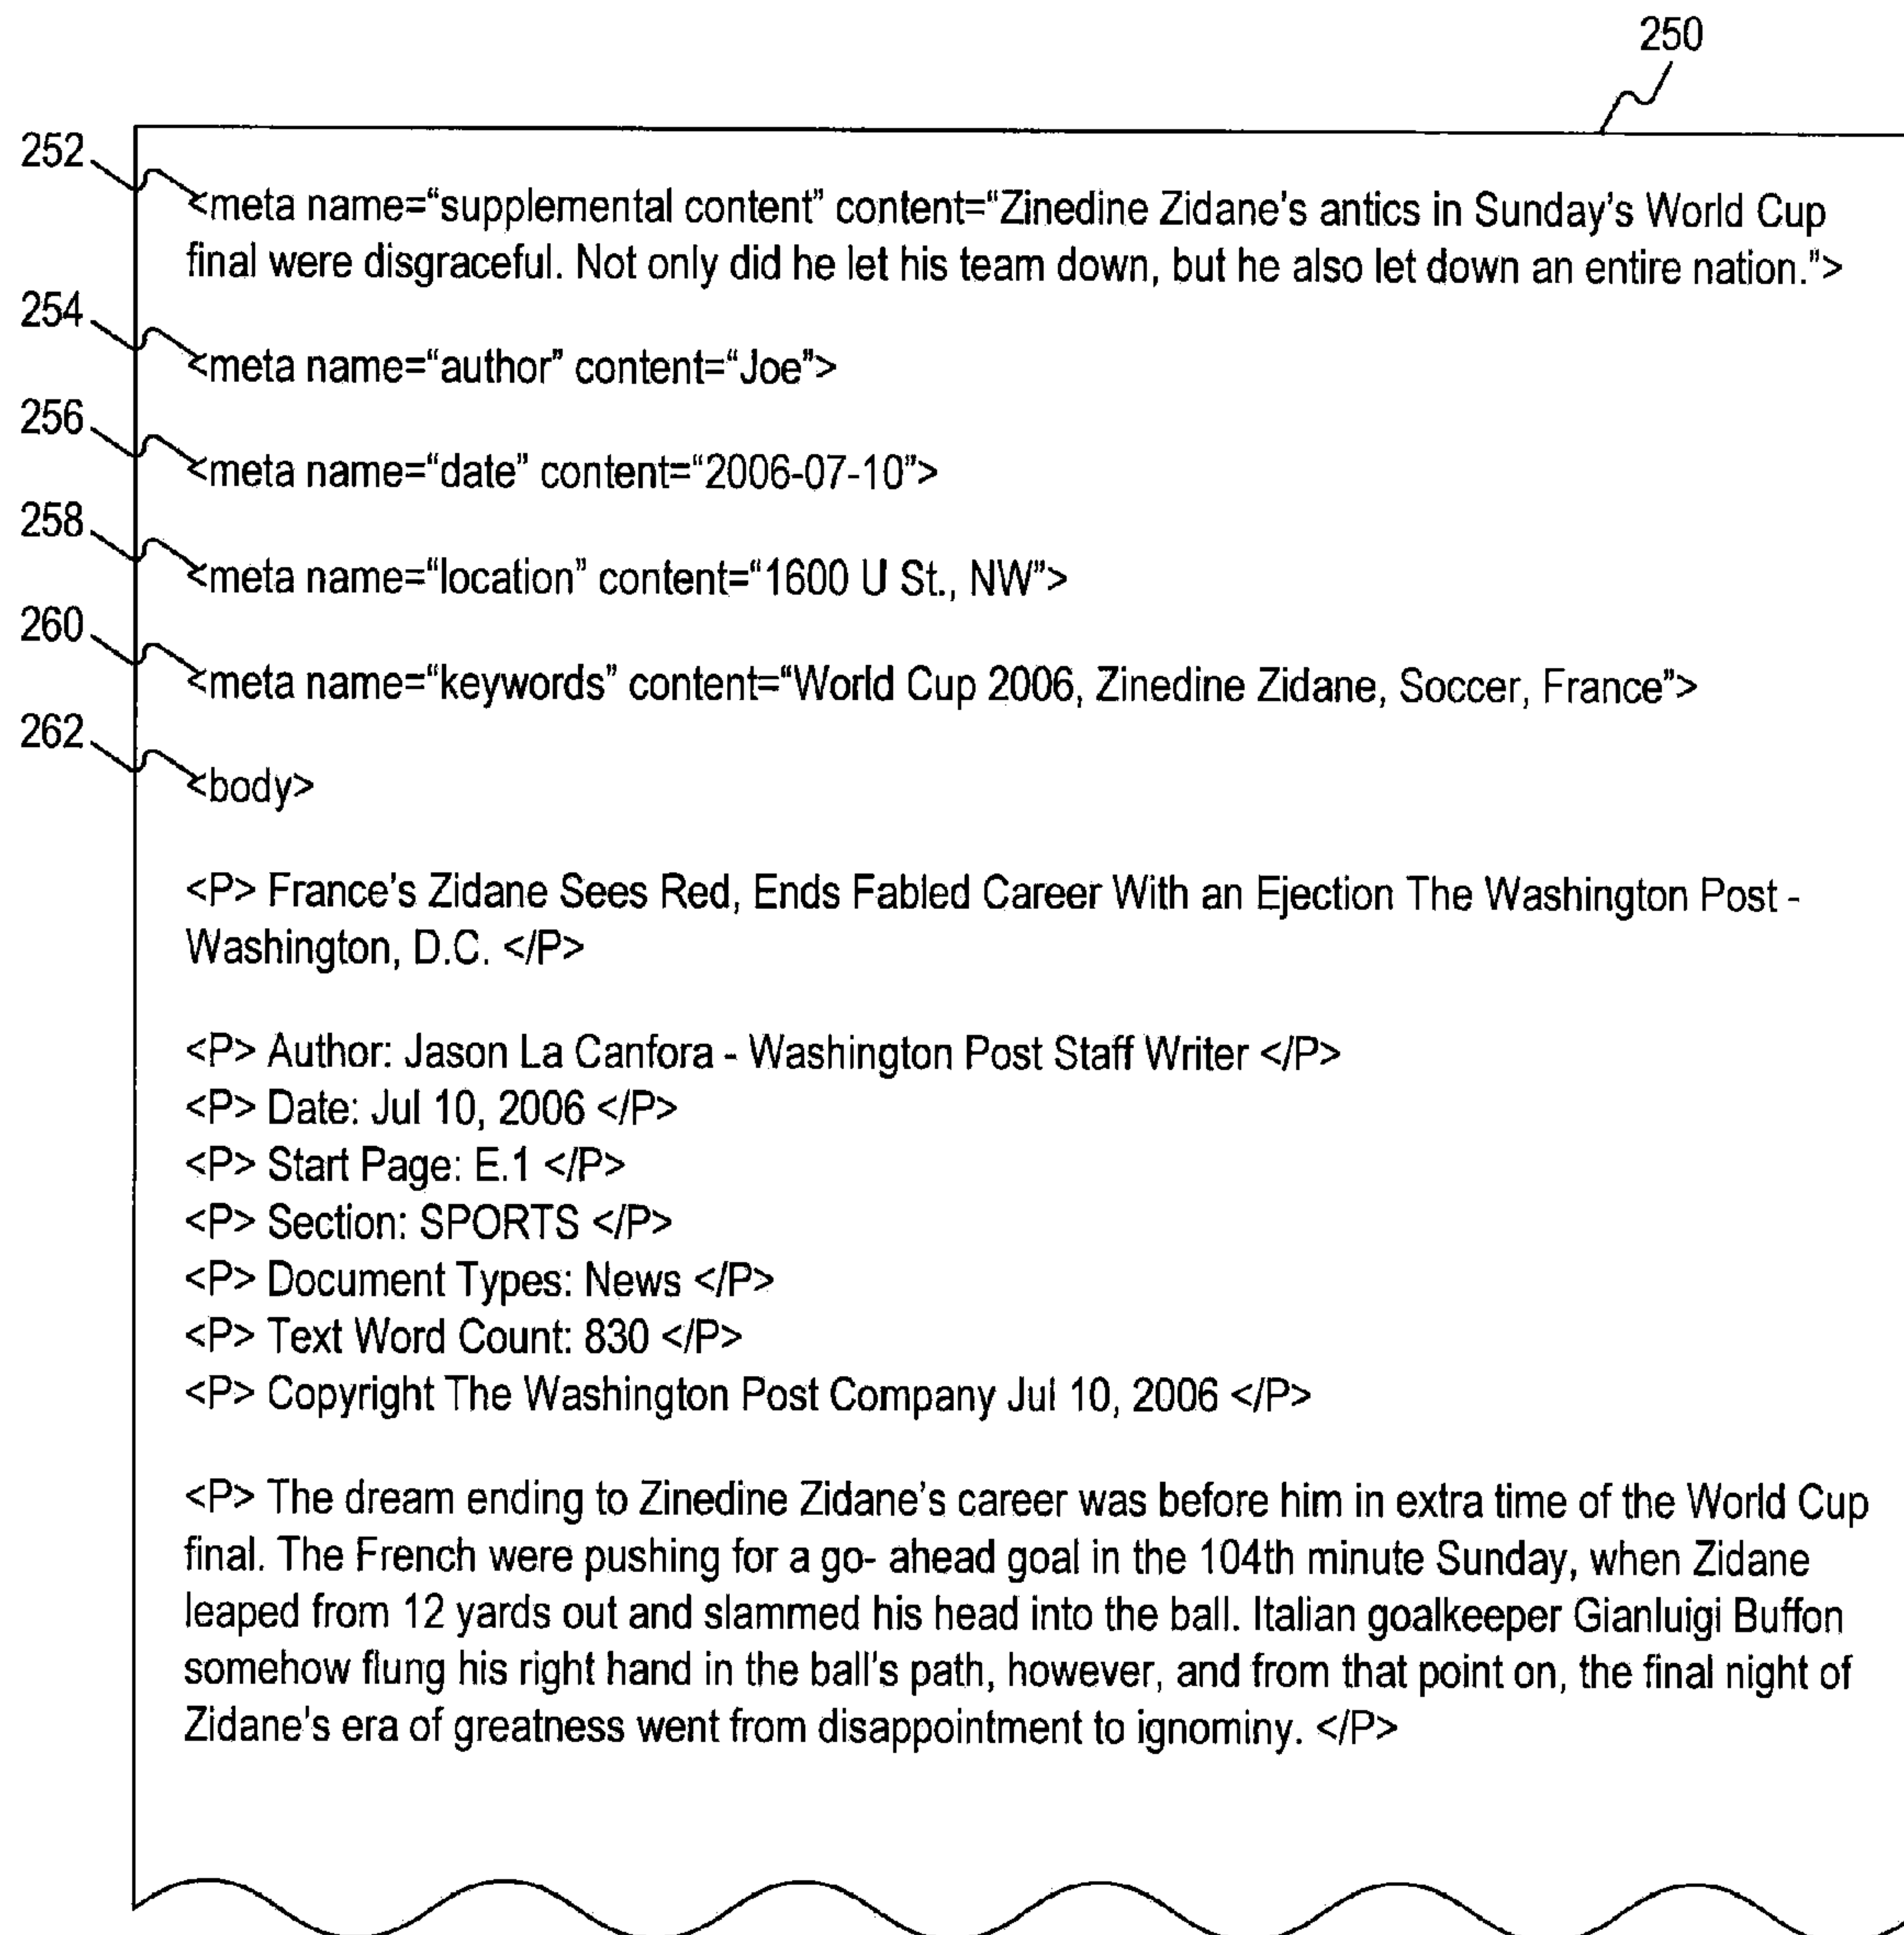 250
252
<meta name=“supplemental content” content=“Zinedine Zidane's antics in Sunday's World Cup
final were disgraceful. Not only did he let his team down, but he also let down an entire nation.”>
254
<meta name=“author” content=“Joe”>
256
<meta name=“date” content=“2006-07-10”>
258
<meta name=“location” content=“1600 U St., NW”>
260
<meta name=“keywords” content=“World Cup 2006, Zinedine Zidane, Soccer, France”>
262
<body>
<P> France's Zidane Sees Red, Ends Fabled Career With an Ejection The Washington Post -
Washington, D.C. </P>
<P> Author: Jason La Canfora - Washington Post Staff Writer </P>
<P> Date: Jul 10, 2006 </P>
<P> Start Page: E.1 </P>
<P> Section: SPORTS </P>
<P> Document Types: News </P>
<P> Text Word Count: 830 </P>
<P> Copyright The Washington Post Company Jul 10, 2006 </P>
<P> The dream ending to Zinedine Zidane's career was before him in extra time of the World Cup
final. The French were pushing for a go- ahead goal in the 104th minute Sunday, when Zidane
leaped from 12 yards out and slammed his head into the ball. Italian goalkeeper Gianluigi Buffon
somehow flung his right hand in the ball's path, however, and from that point on, the final night of
Zidane's era of greatness went from disappointment to ignominy. </P>